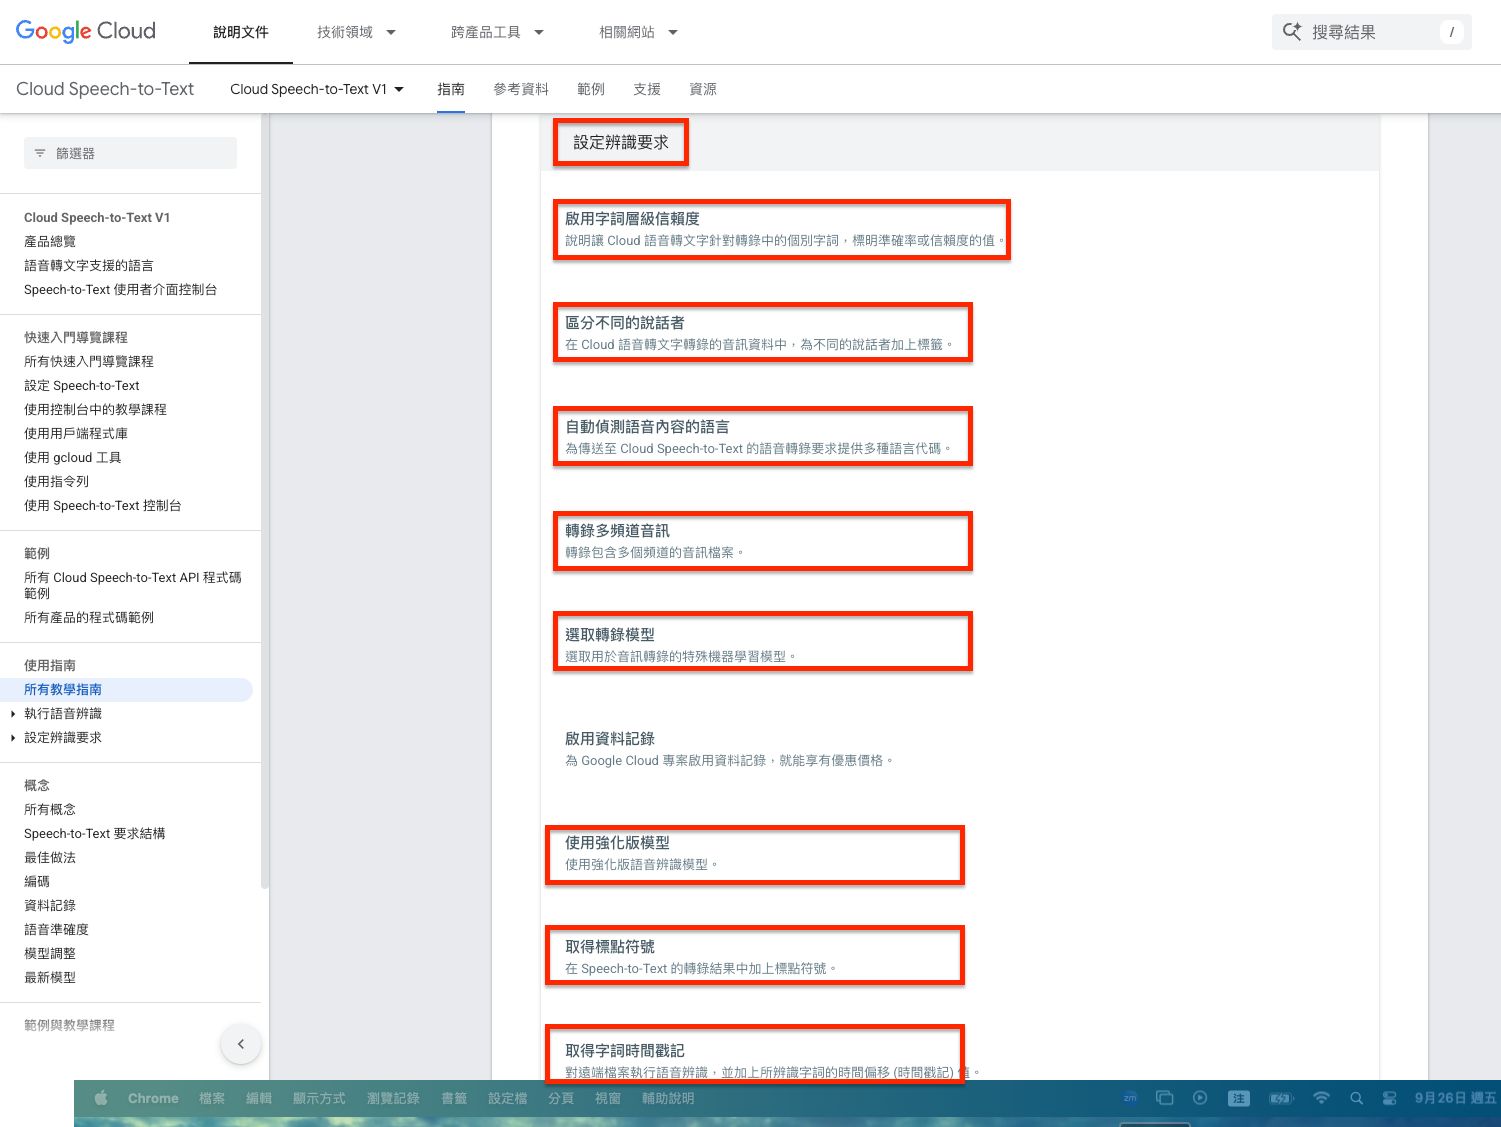 Google Cloud
說明文件
技術領域
跨產品工具
相關網站
搜尋結果
/
Cloud Speech-to-Text
Cloud Speech-to-Text V1
指南
參考資料
範例
支援
資源
篩選器
Cloud Speech-to-Text V1
產品總覽
語音轉文字支援的語言
Speech-to-Text 使用者介面控制台
快速入門導覽課程
所有快速入門導覽課程
設定 Speech-to-Text
使用控制台中的教學課程
使用用戶端程式庫
使用 gcloud 工具
使用指令列
使用 Speech-to-Text 控制台
範例
所有 Cloud Speech-to-Text API 程式碼
範例
所有產品的程式碼範例
使用指南
所有教學指南
執行語音辨識
設定辨識要求
概念
所有概念
Speech-to-Text 要求結構
最佳做法
編碼
資料記錄
語音準確度
模型調整
最新模型
範例與教學課程
設定辨識要求
啟用字詞層級信賴度
說明讓 Cloud 語音轉文字針對轉錄中的個別字詞，標明準確率或信賴度的值。
區分不同的說話者
在 Cloud 語音轉文字轉錄的音訊資料中，為不同的說話者加上標籤。
自動偵測語音內容的語言
為傳送至 Cloud Speech-to-Text 的語音轉錄要求提供多種語言代碼。
轉錄多頻道音訊
轉錄包含多個頻道的音訊檔案。
選取轉錄模型
選取用於音訊轉錄的特殊機器學習模型。
啟用資料記錄
為 Google Cloud 專案啟用資料記錄，就能享有優惠價格。
使用強化版模型
使用強化版語音辨識模型。
取得標點符號
在 Speech-to-Text 的轉錄結果中加上標點符號。
取得字詞時間戳記
對遠端檔案執行語音辨識，並加上所辨識字詞的時間偏移 (時間戳記) 值。
Chrome
檔案
編輯
顯示方式
瀏覽記錄
書籤
設定檔
分頁
視窗
輔助說明
zm
注
9月26日 週五